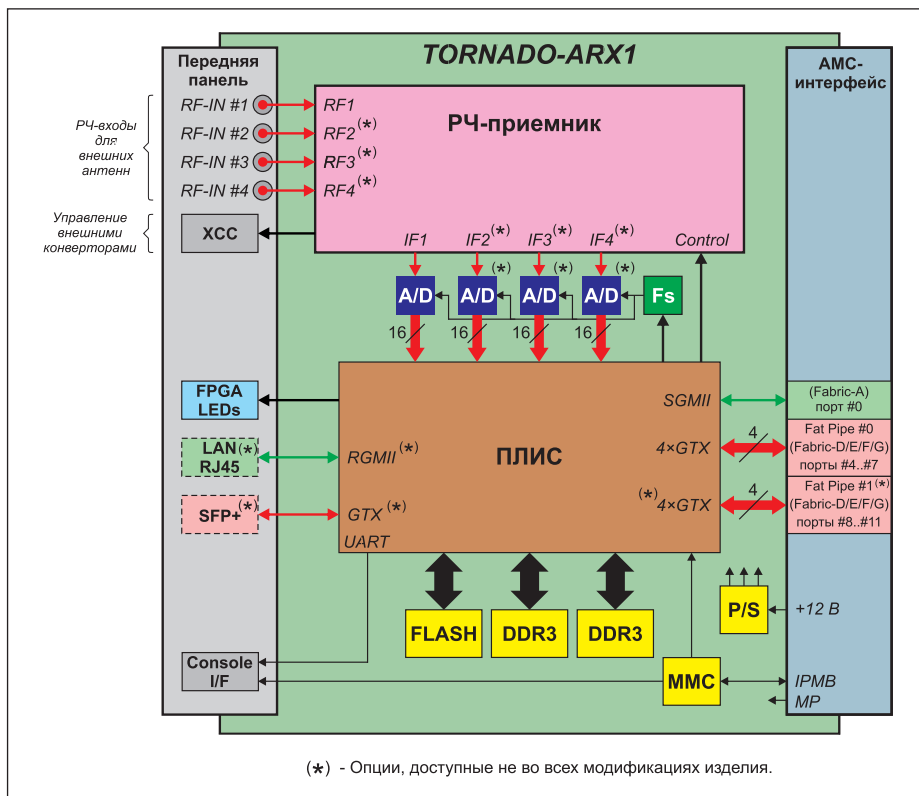 TORNADO-ARX1
Передняя
панель
АМС-
интерфейс
РЧ-входы
для
внешних
антенн
RF-IN #1
RF-IN #2
RF-IN #3
RF-IN #4
RF1
RF2(*)
RF3(*)
RF4(*)
РЧ-приемник
Управление
внешними
конверторами
XCC
IF1
IF2(*)
IF3(*)
IF4(*)
Control
A/D
A/D(*)
A/D(*)
A/D(*)
Fs
16
16
16
16
FPGA
LEDs
LAN(*)
RJ45
SFP+(*)
RGMII(*)
GTX(*)
UART
ПЛИС
SGMII
4×GTX
(*)4×GTX
4
4
(Fabric-A)
порт #0
Fat Pipe #0
(Fabric-D/E/F/G)
порты #4..#7
Fat Pipe #1(*)
(Fabric-D/E/F/G)
порты #8..#11
FLASH
DDR3
DDR3
P/S
+12 В
Console
I/F
MMC
IPMB
MP
(*) - Опции, доступные не во всех модификациях изделия.